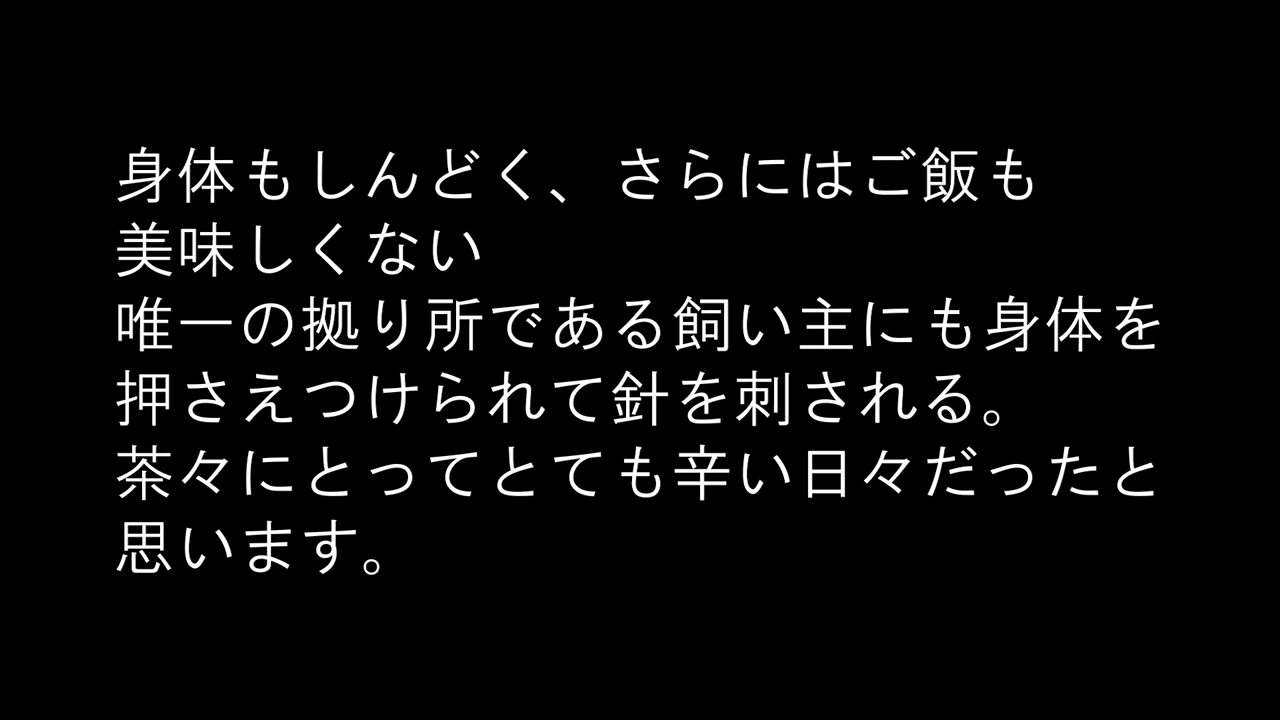 身体もしんどく、さらにはご飯も
美味しくない
唯一の拠り所である飼い主にも身体を
押さえつけられて針を刺される。
茶々にとってとても辛い日々だったと
思います。